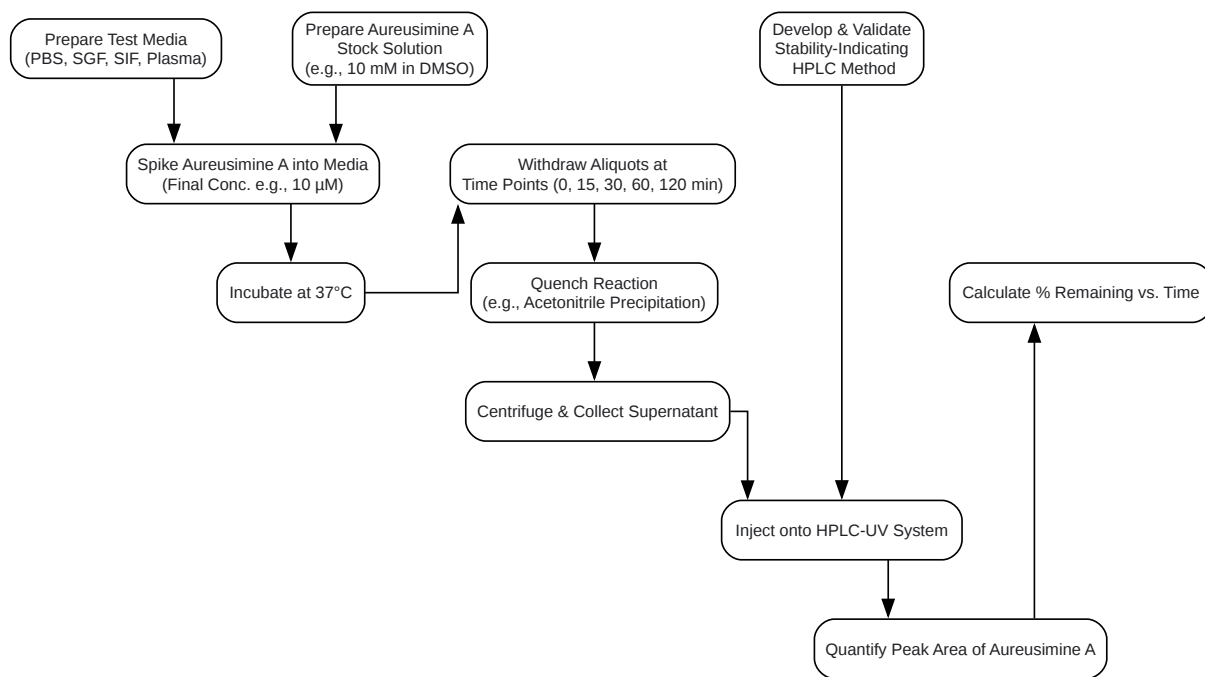 Prepare Test Media
(PBS, SGF, SIF, Plasma)
Prepare Aureusimine A
Stock Solution
(e.g., 10 mM in DMSO)
Develop & Validate
Stability-Indicating
HPLC Method
Spike Aureusimine A into Media
(Final Conc. e.g., 10 µM)
Withdraw Aliquots at
Time Points (0, 15, 30, 60, 120 min)
Incubate at 37°C
Quench Reaction
(e.g., Acetonitrile Precipitation)
Calculate % Remaining vs. Time
Centrifuge & Collect Supernatant
Inject onto HPLC-UV System
Quantify Peak Area of Aureusimine A